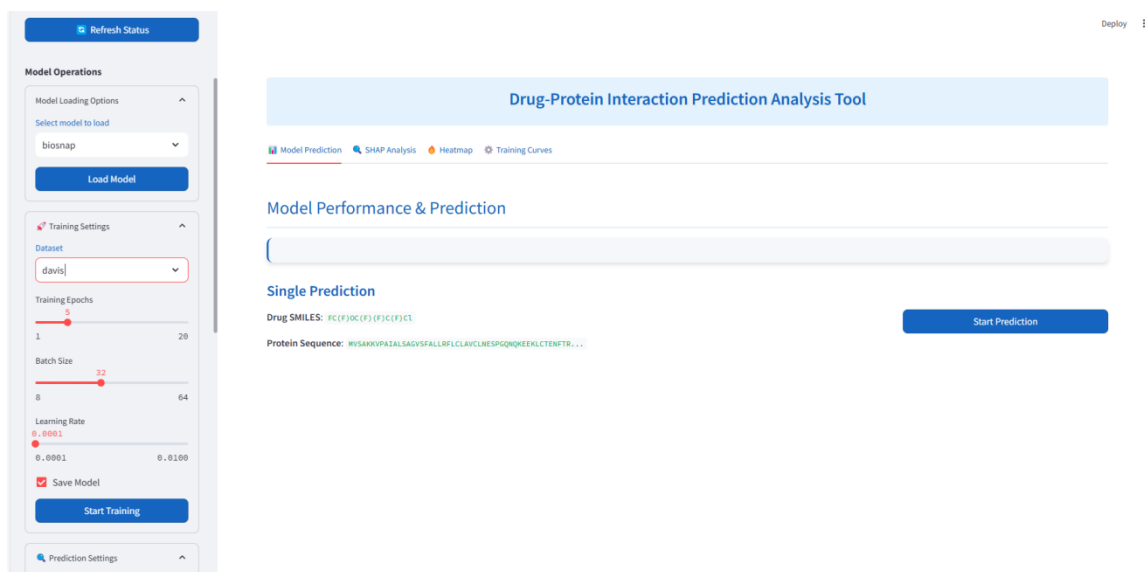 Refresh Status
Deploy
Model Operations
Model Loading Options
Select model to load
biosnap
Load Model
Training Settings
Dataset
davis
Training Epochs
5
1 20
Batch Size
32
8 64
Learning Rate
0.0001
0.0001 0.0100
Save Model
Start Training
Prediction Settings
Drug-Protein Interaction Prediction Analysis Tool
Model Prediction SHAP Analysis Heatmap Training Curves
Model Performance & Prediction
Single Prediction
Drug SMILES: FC(F)OC(F)(F)C(F)Cl
Start Prediction
Protein Sequence: MVSAKKVPAIALSAGVSFALLRFLCLAVCLNESPGQNQKEEKLCTENFTR...